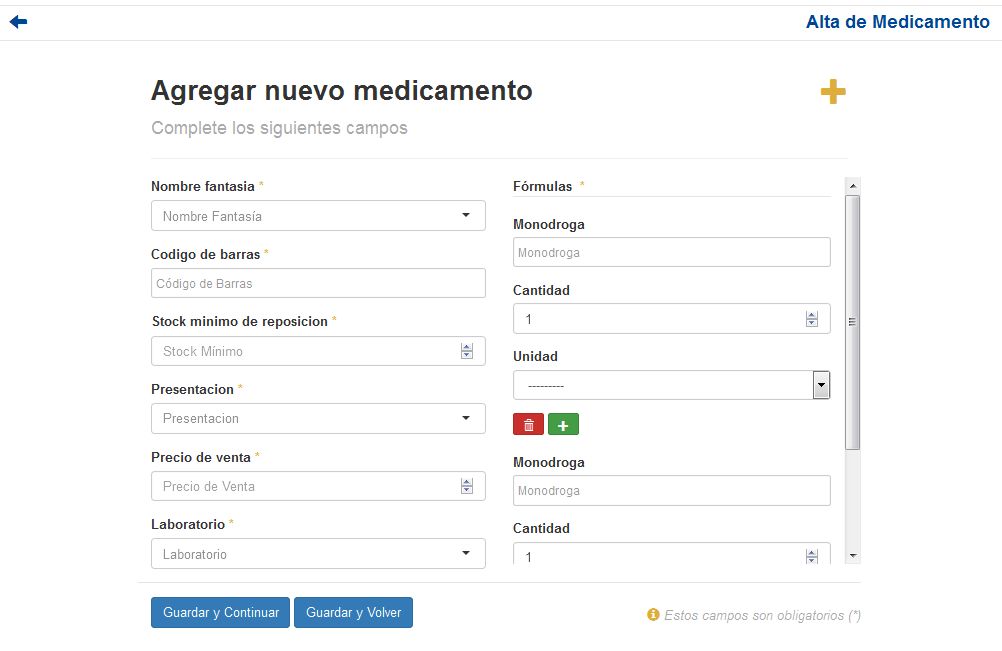 Alta de Medicamento
Agregar nuevo medicamento
Complete los siguientes campos
Nombre fantasia *
Nombre Fantasía
Codigo de barras *
Código de Barras
Stock minimo de reposicion *
Stock Mínimo
Presentacion *
Presentacion
Precio de venta *
Precio de Venta
Laboratorio *
Laboratorio
Fórmulas *
Monodroga
Monodroga
Cantidad
1
Unidad
---------
Monodroga
Monodroga
Cantidad
1
Guardar y Continuar
Guardar y Volver
Estos campos son obligatorios (*)